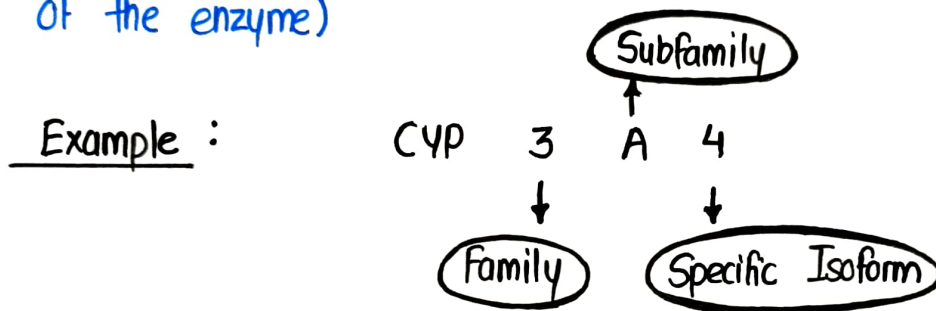 of the enzyme)
Subfamily
Example : CYP 3 A 4
Family Specific Isoform